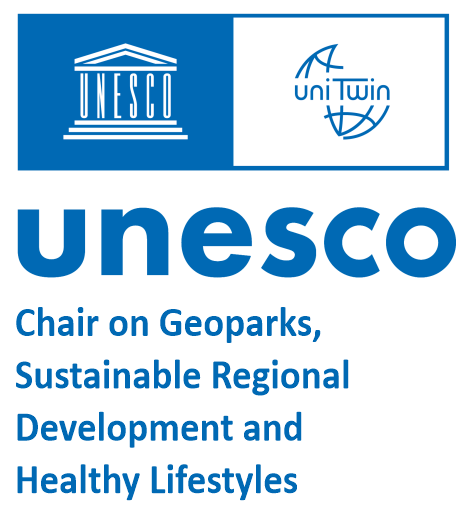 UNESCO
uniTwin
unesco
Chair on Geoparks,
Sustainable Regional
Development and
Healthy Lifestyles